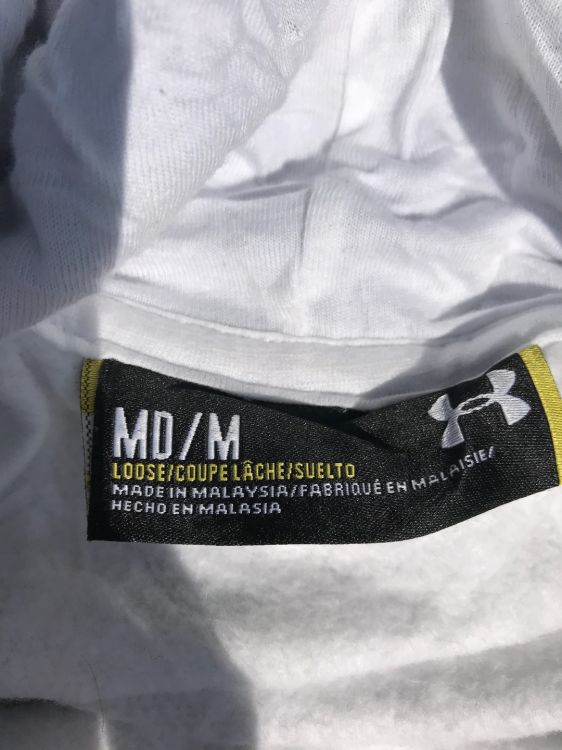 MD/M
LOOSE/COUPE LÂCHE/SUELTO
MADE IN MALAYSIA/FABRIQUÉ EN MALAISIE/
HECHO EN MALASIA